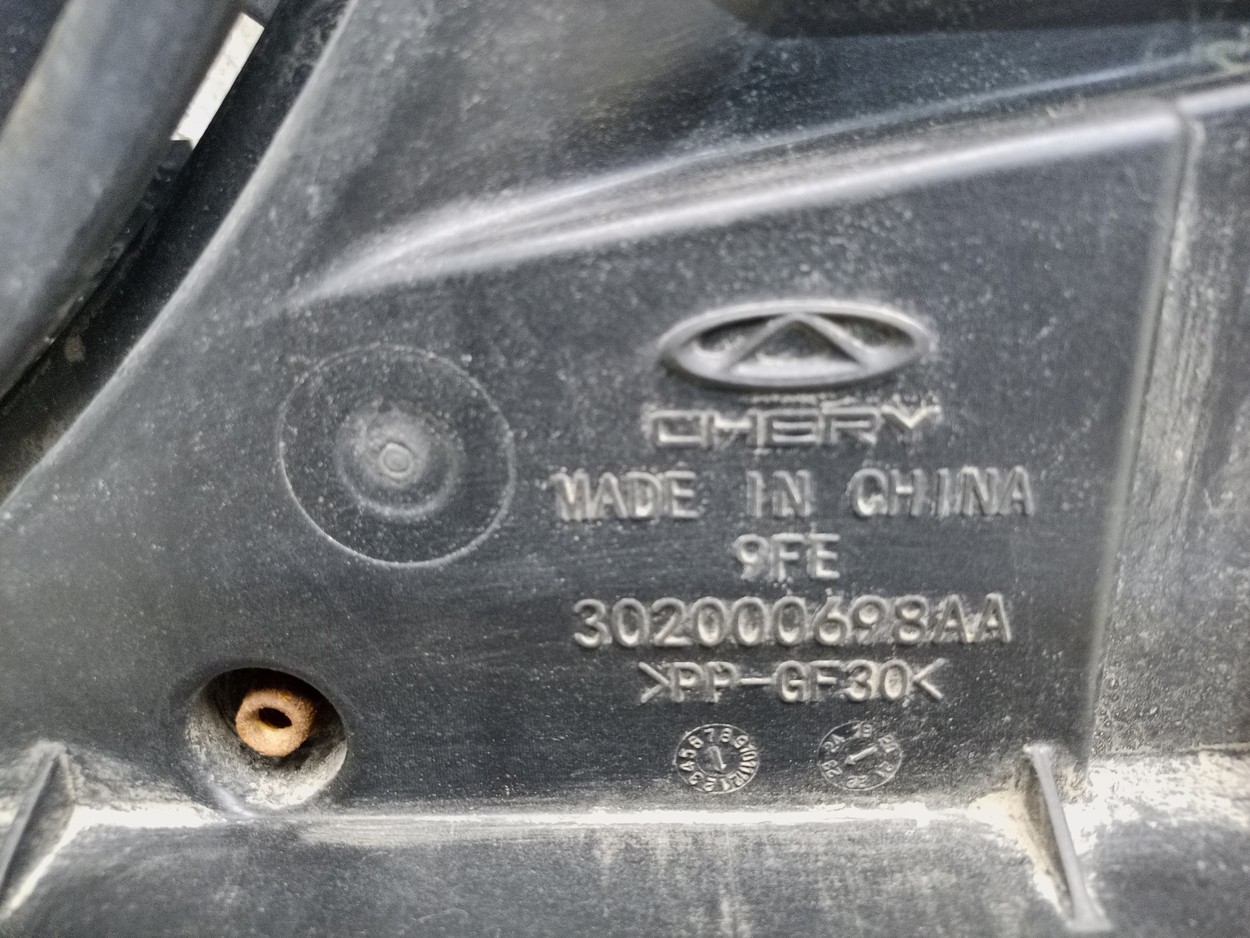 CHERY
MADE IN CHINA
9FE
302000698AA
>PP-GF30<